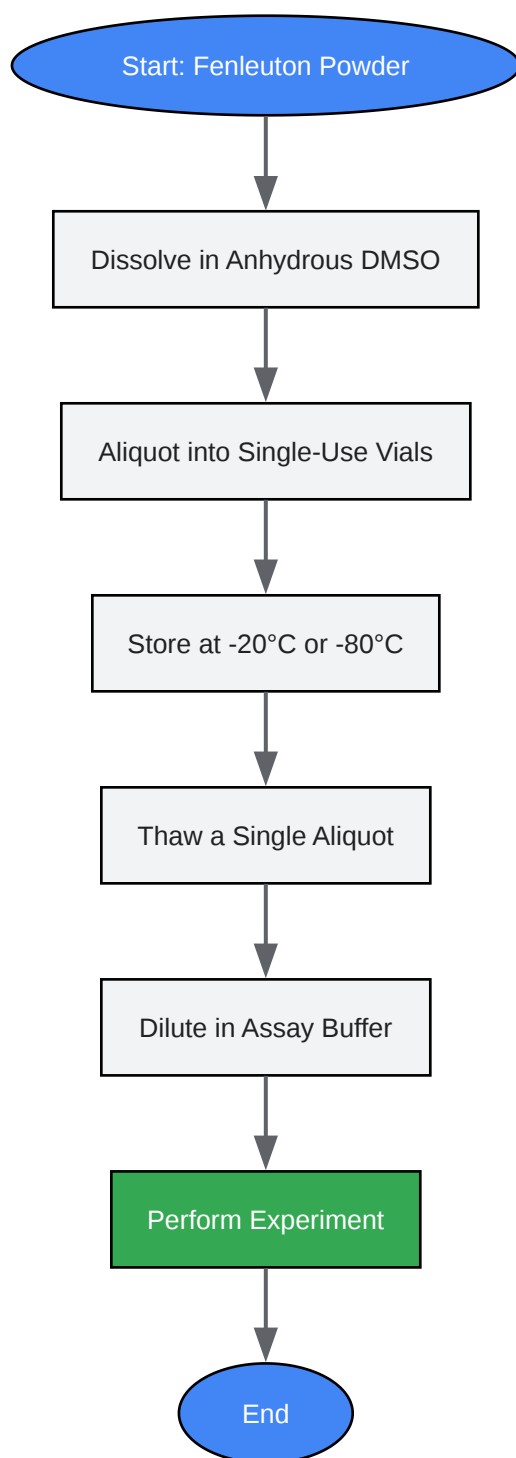 Start: Fenleuton Powder
Dissolve in Anhydrous DMSO
Aliquot into Single-Use Vials
Store at -20°C or -80°C
Thaw a Single Aliquot
Dilute in Assay Buffer
Perform Experiment
End